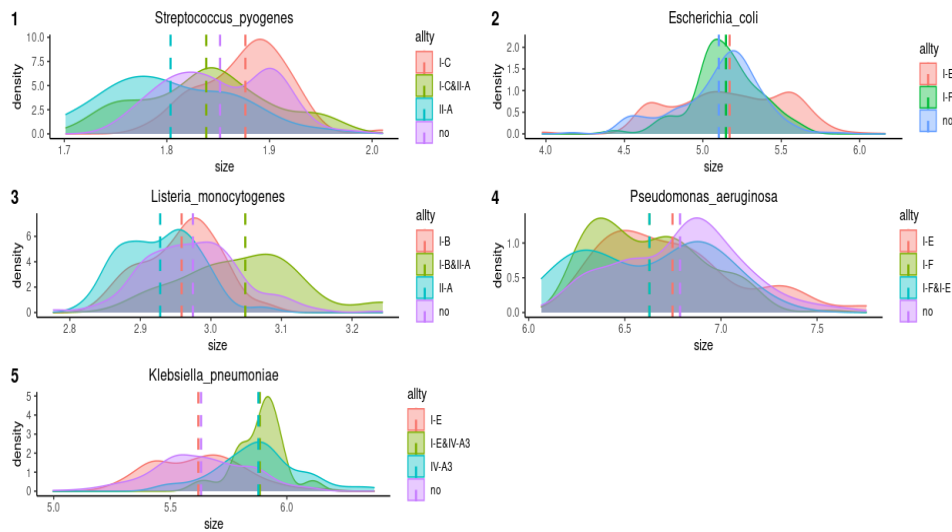 1
Streptococcus_pyogenes
10.0
7.5
5.0
2.5
0.0
density
1.7 1.8 1.9 2.0
size
allty
I-C
I-C&II-A
II-A
no
2
Escherichia_coli
2.0
1.5
1.0
0.5
0.0
density
4.0 4.5 5.0 5.5 6.0
size
allty
I-E
I-F
no
3
Listeria_monocytogenes
6
4
2
0
density
2.8 2.9 3.0 3.1 3.2
size
allty
I-B
I-B&II-A
II-A
no
4
Pseudomonas_aeruginosa
1.0
0.5
0.0
density
6.0 6.5 7.0 7.5
size
allty
I-E
I-F
I-F&I-E
no
5
Klebsiella_pneumoniae
5
4
3
2
1
0
density
5.0 5.5 6.0
size
allty
I-E
I-E&IV-A3
IV-A3
no